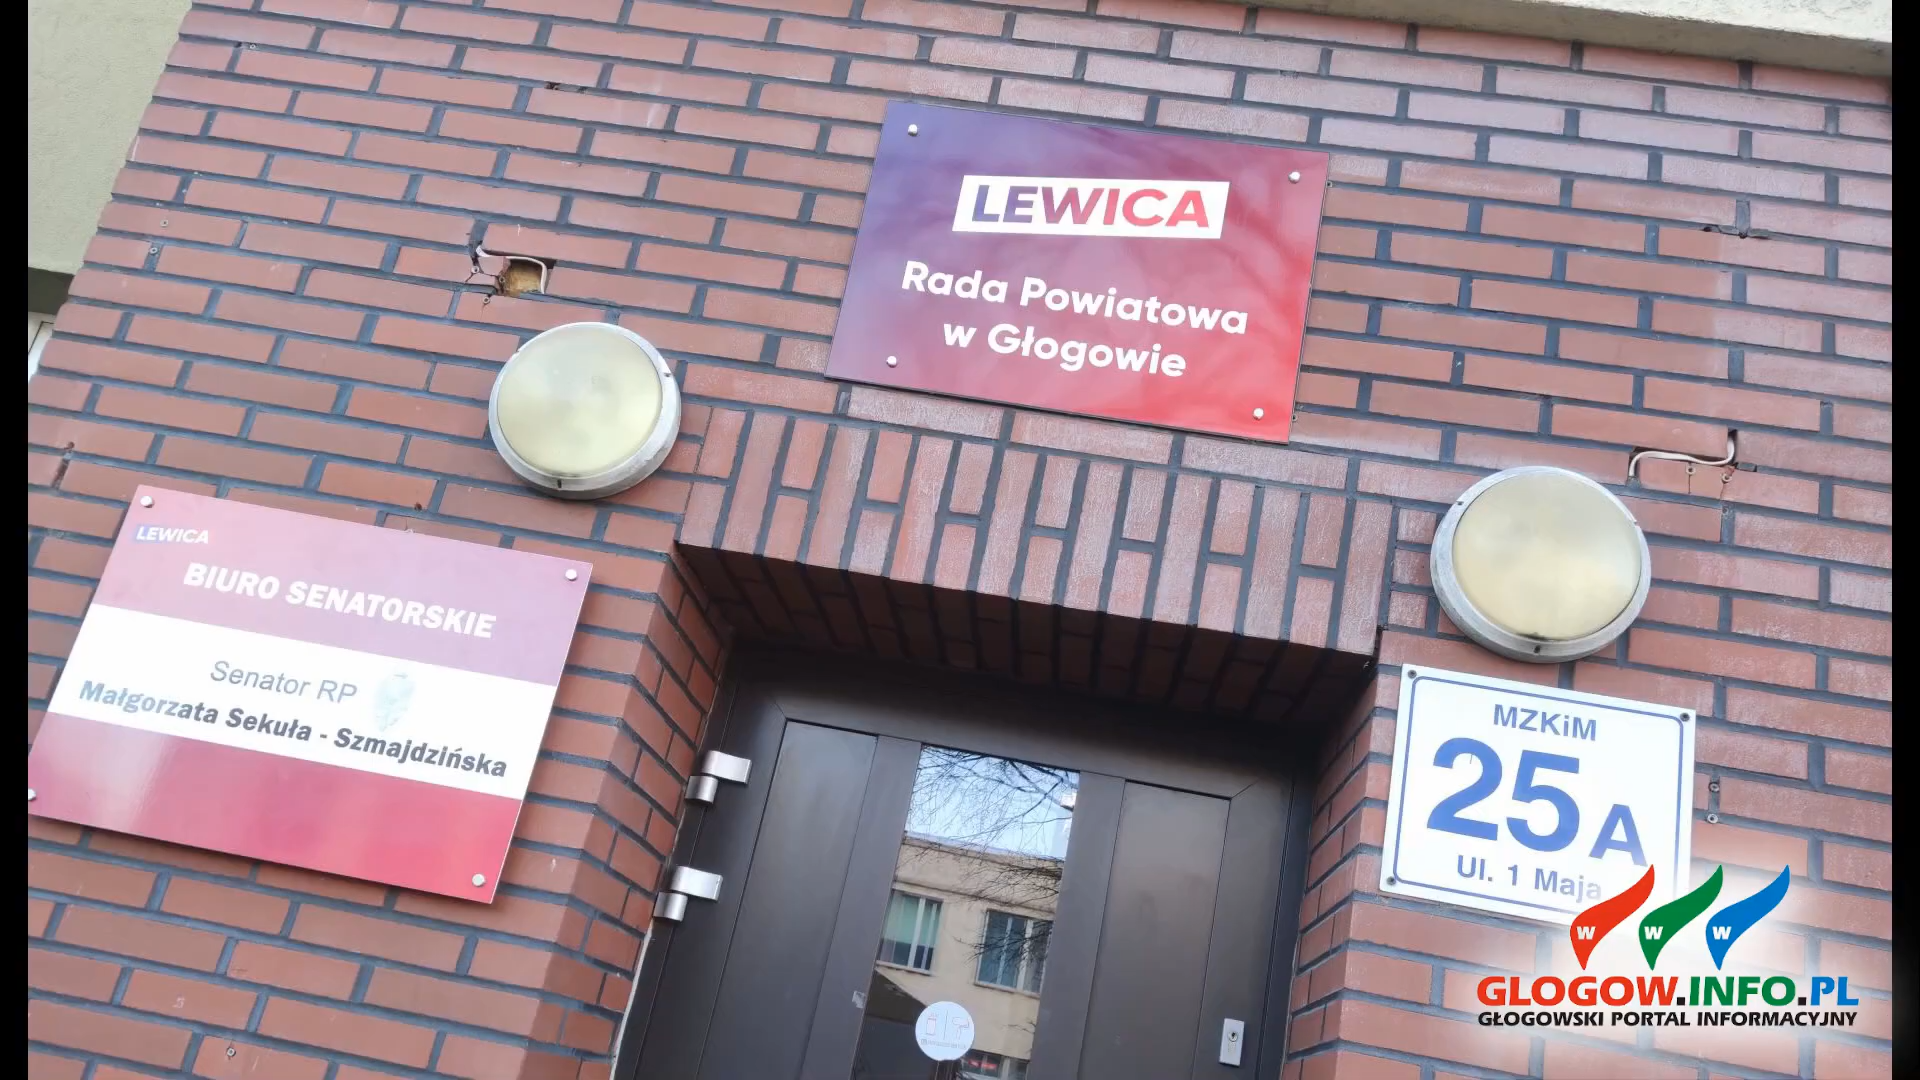 LEWICA
Rada Powiatowa
w Głogowie
LEWICA
BIURO SENATORSKIE
Senator RP
Małgorzata Sekuła - Szmajdzińska
MZKiM
25A
Ul. 1 Maja
W W W
GLOGOW.INFO.PL
GŁOGOWSKI PORTAL INFORMACYJNY